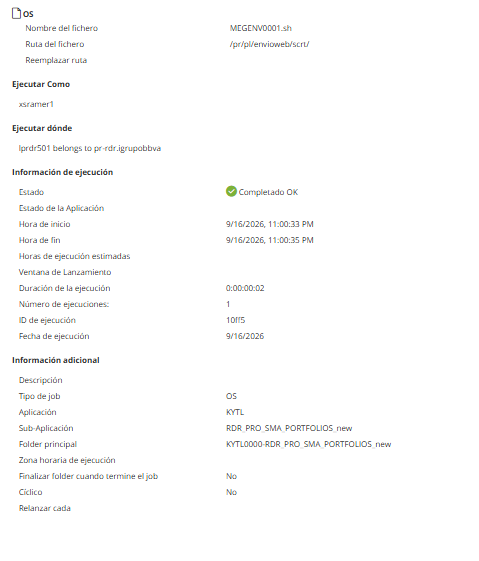 OS
Nombre del fichero MEGENV0001.sh
Ruta del fichero /pr/pl/envioweb/scrt/
Reemplazar ruta
Ejecutar Como
xsramer1
Ejecutar dónde
lprdr501 belongs to pr-rdr.igrupobbva
Información de ejecución
Estado Completado OK
Estado de la Aplicación
Hora de inicio 9/16/2026, 11:00:33 PM
Hora de fin 9/16/2026, 11:00:35 PM
Horas de ejecución estimadas
Ventana de Lanzamiento
Duración de la ejecución 0:00:00:02
Número de ejecuciones: 1
ID de ejecución 10ff5
Fecha de ejecución 9/16/2026
Información adicional
Descripción
Tipo de job OS
Aplicación KYTL
Sub-Aplicación RDR_PRO_SMA_PORTFOLIOS_new
Folder principal KYTL0000-RDR_PRO_SMA_PORTFOLIOS_new
Zona horaria de ejecución
Finalizar folder cuando termine el job No
Cíclico No
Relanzar cada